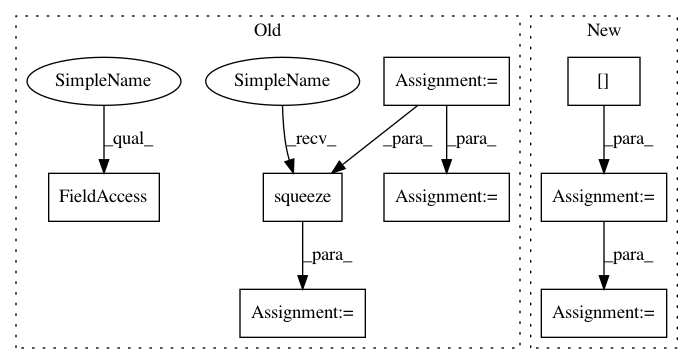 Old
New
SimpleName
SimpleName
Assignment:=
[]
_qual_
_recv_
_para_
_para_
_para_
FieldAccess
squeeze
Assignment:=
Assignment:=
_para_
_para_
Assignment:=
Assignment:=